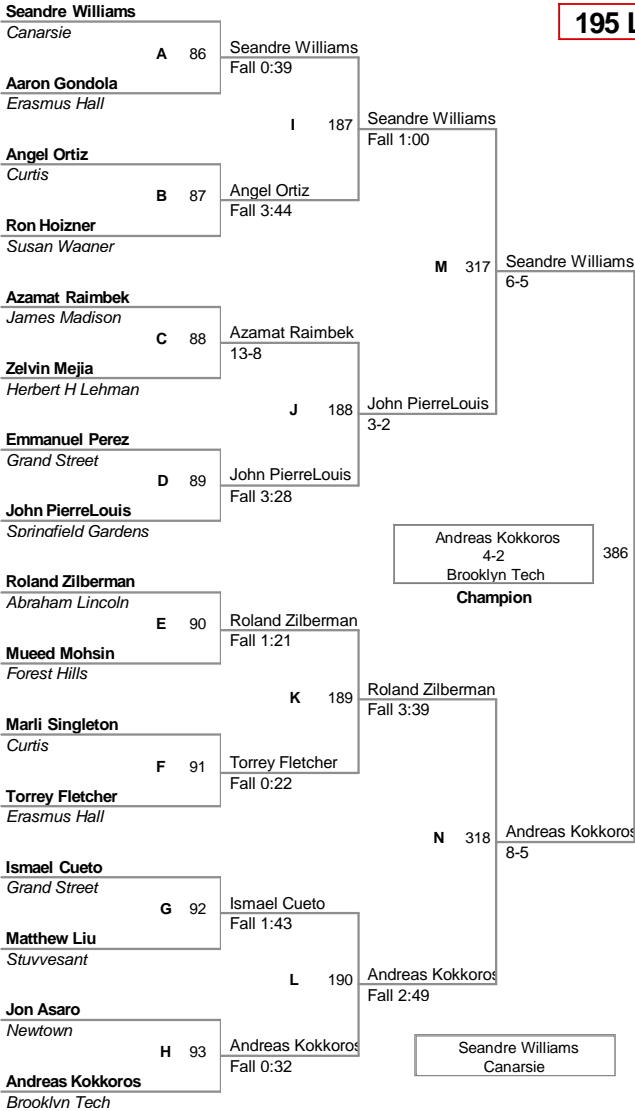 Seandre Williams
Canarsie
195 L
A 86
Seandre Williams
Fall 0:39
Aaron Gondola
Erasmus Hall
I 187
Seandre Williams
Fall 1:00
Angel Ortiz
Curtis
B 87
Angel Ortiz
Fall 3:44
Ron Hoizner
Susan Wagner
M 317
Seandre Williams
6-5
Azamat Raimbek
James Madison
C 88
Azamat Raimbek
13-8
Zelvin Mejia
Herbert H Lehman
J 188
John PierreLouis
3-2
Emmanuel Perez
Grand Street
D 89
John PierreLouis
Fall 3:28
John PierreLouis
Springfield Gardens
Andreas Kokkoros
4-2
Brooklyn Tech
386
Champion
Roland Zilberman
Abraham Lincoln
E 90
Roland Zilberman
Fall 1:21
Mueed Mohsin
Forest Hills
K 189
Roland Zilberman
Fall 3:39
Marli Singleton
Curtis
F 91
Torrey Fletcher
Fall 0:22
Torrey Fletcher
Erasmus Hall
N 318
Andreas Kokkoros
8-5
Ismael Cueto
Grand Street
G 92
Ismael Cueto
Fall 1:43
Matthew Liu
Stuyvesant
L 190
Andreas Kokkoros
Fall 2:49
Jon Asaro
Newtown
H 93
Andreas Kokkoros
Fall 0:32
Andreas Kokkoros
Brooklyn Tech
Seandre Williams
Canarsie